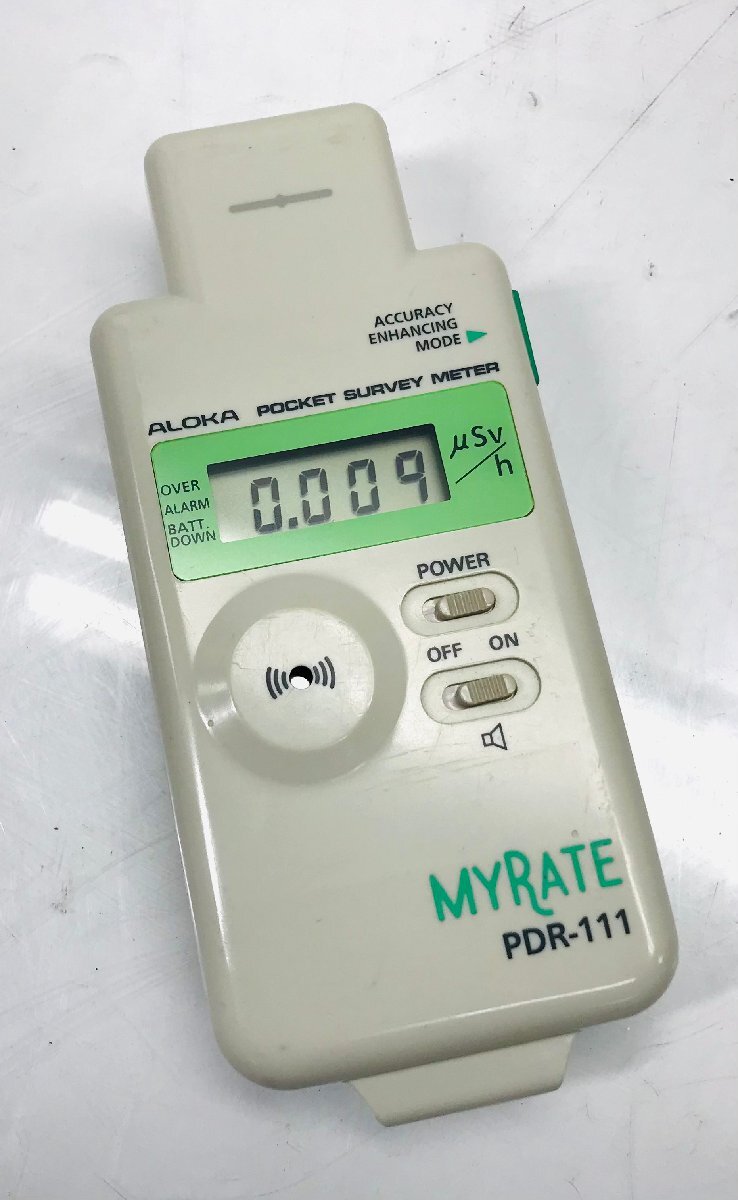 ACCURACY
ENHANCING
MODE
ALOKA POCKET SURVEY METER
OVER
ALARM
BATT.
DOWN
0.009
μSv/h
POWER
OFF ON
MYRATE
PDR-111